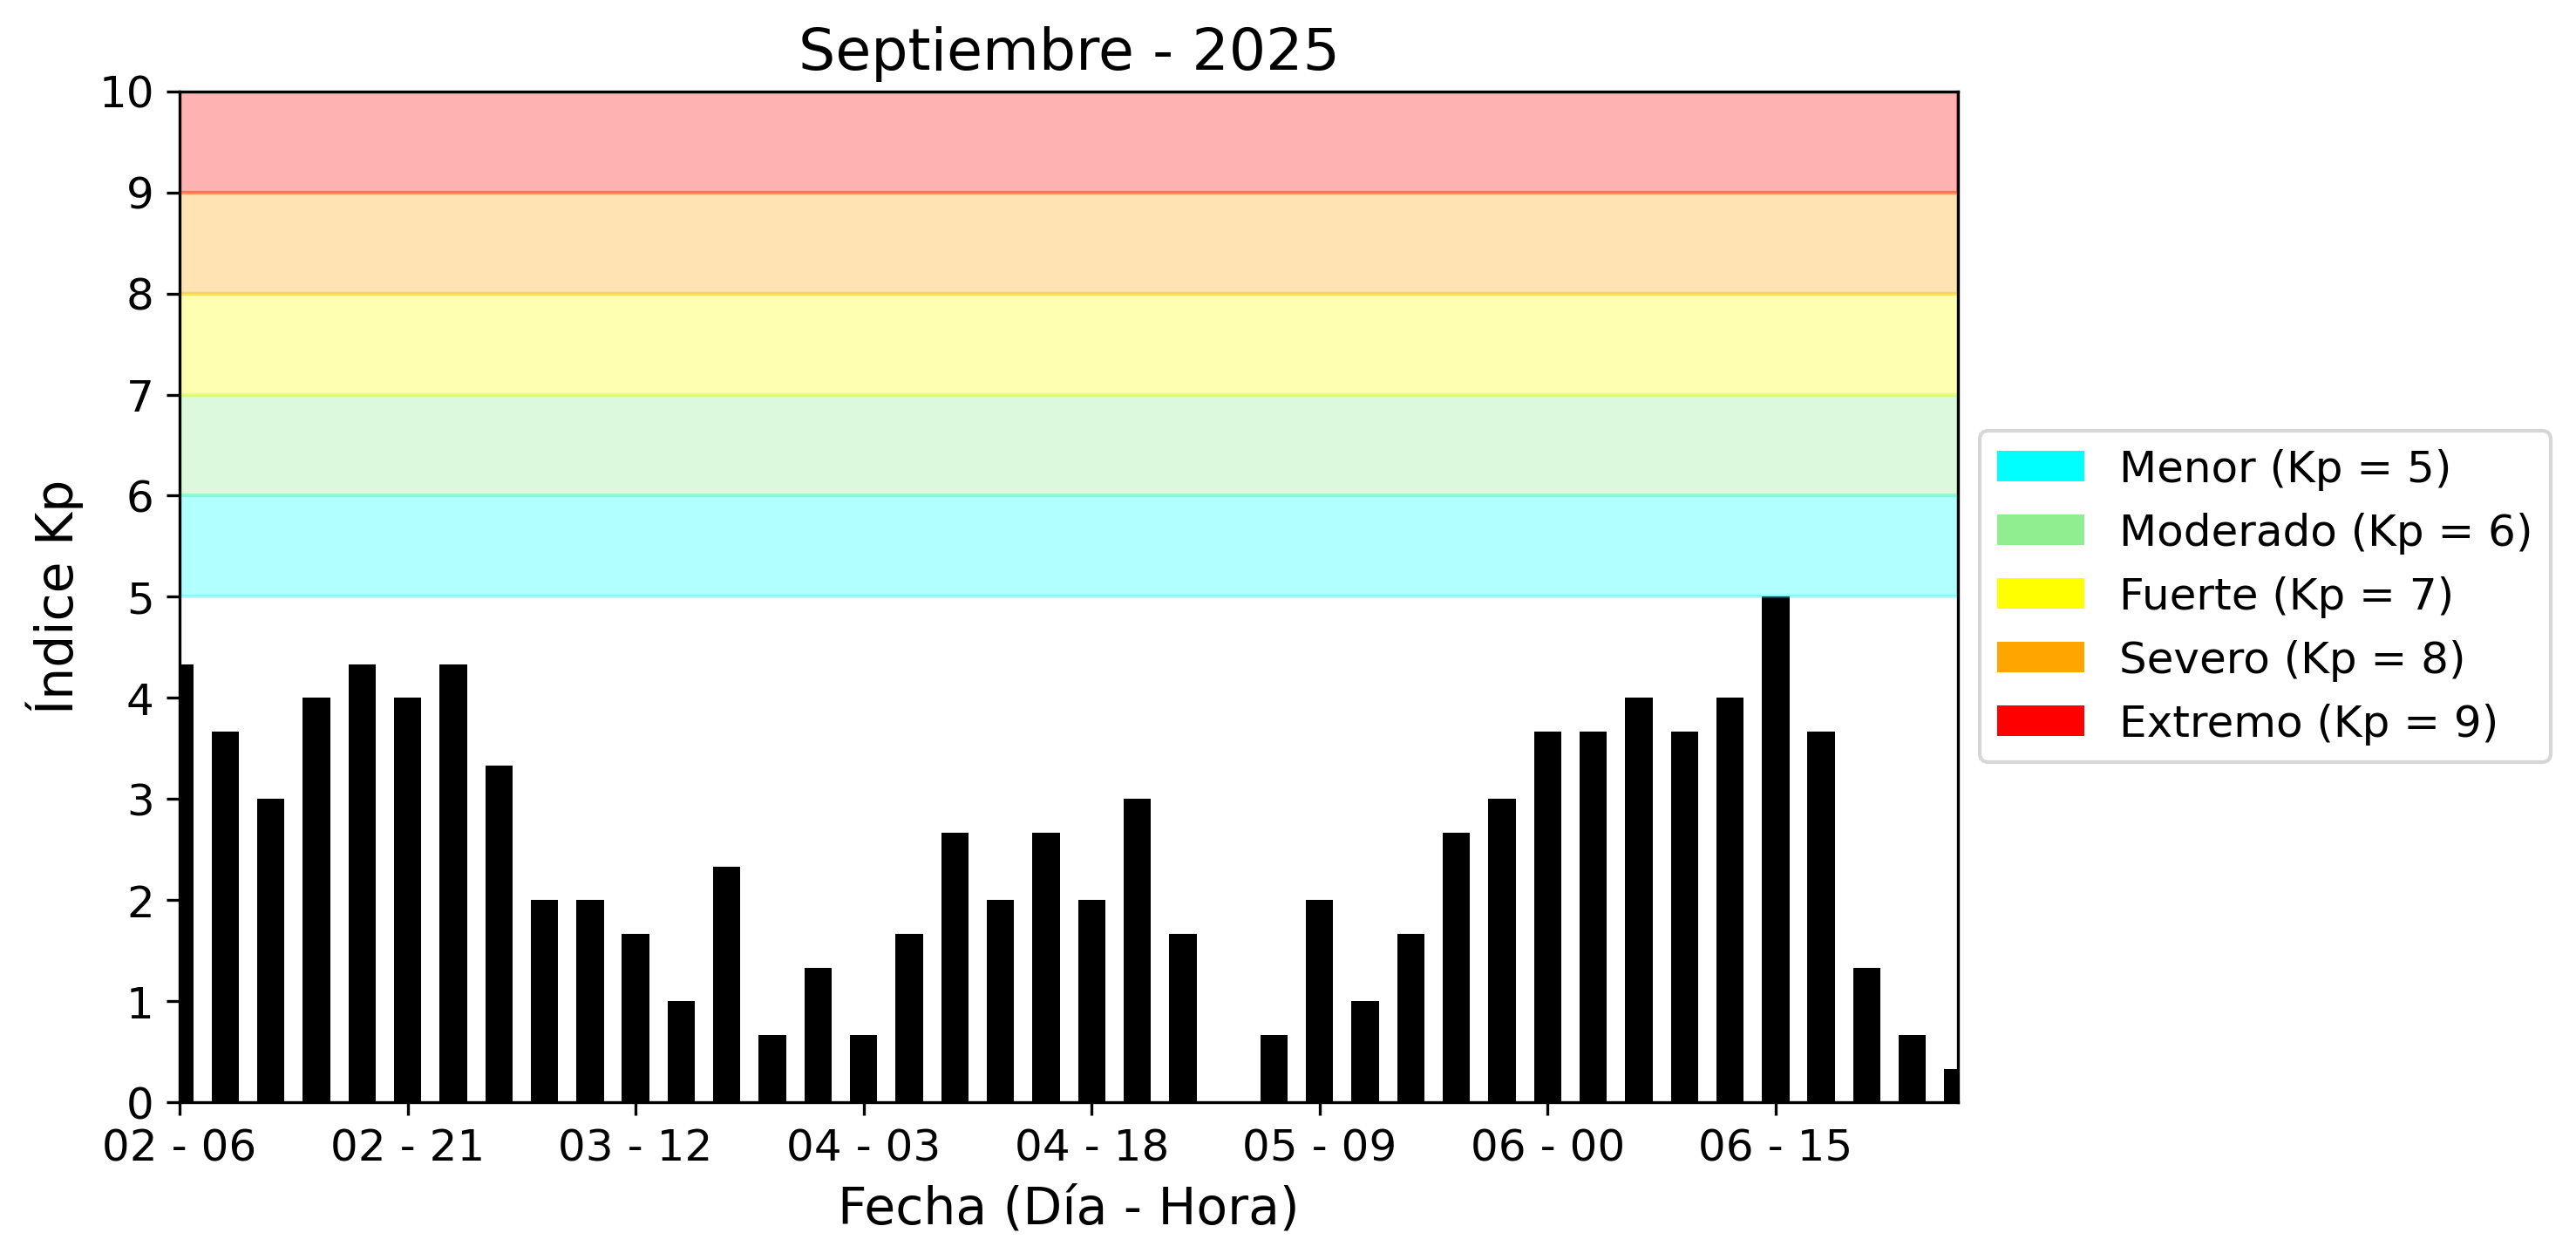 Septiembre - 2025
10
9
8
7
6
5
4
3
2
1
0
Índice Kp
02 - 06 02 - 21 03 - 12 04 - 03 04 - 18 05 - 09 06 - 00 06 - 15
Fecha (Día - Hora)
Menor (Kp = 5)
Moderado (Kp = 6)
Fuerte (Kp = 7)
Severo (Kp = 8)
Extremo (Kp = 9)